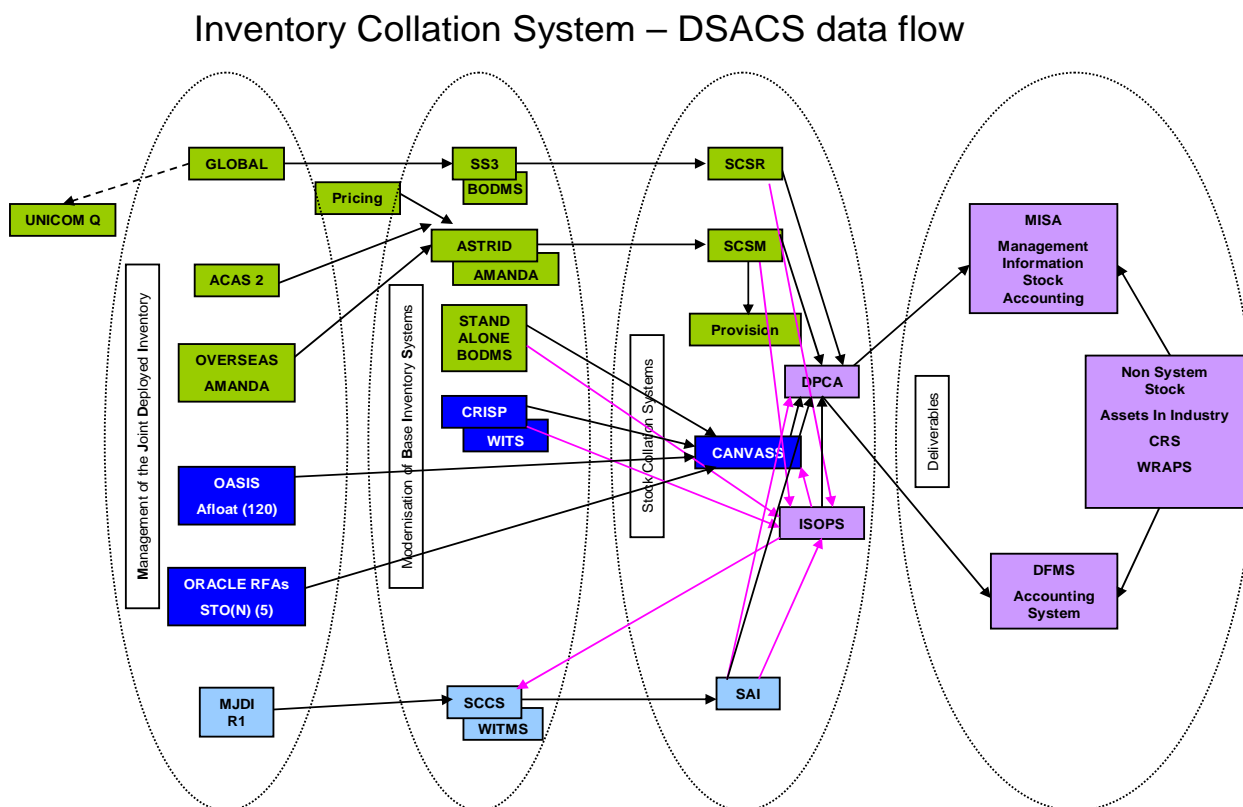 Inventory Collation System – DSACS data flow
GLOBAL
UNICOM Q
Pricing
ACAS 2
OVERSEAS
AMANDA
OASIS
Afloat (120)
ORACLE RFAs
STO(N) (5)
MJDI
R1
Management of the Joint Deployed Inventory
SS3
BODMS
ASTRID
AMANDA
STAND
ALONE
BODMS
CRISP
WITS
SCCS
WITMS
Modernisation of Base Inventory Systems
SCSR
SCSM
Provision
DPCA
CANVASS
ISOPS
SAI
Stock Collation Systems
Deliverables
MISA
Management
Information
Stock
Accounting
Non System
Stock
Assets In Industry
CRS
WRAPS
DFMS
Accounting
System